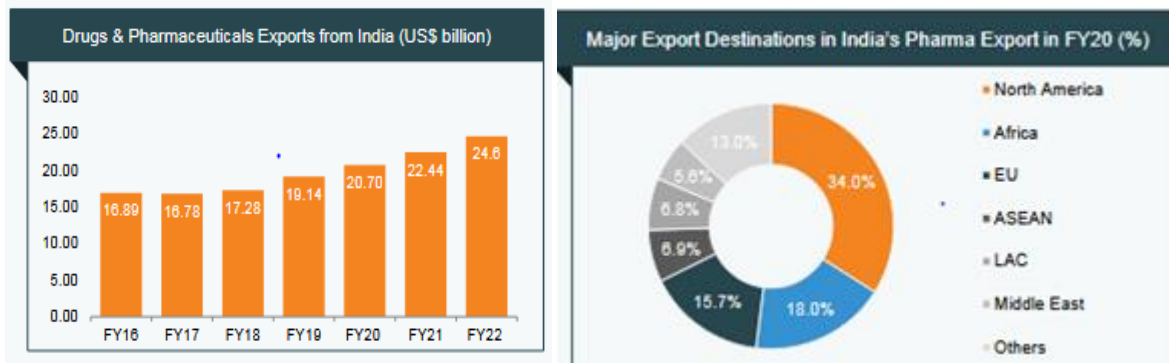 Drugs & Pharmaceuticals Exports from India (US$ billion)
30.00
25.00
20.00
15.00
10.00
5.00
0.00
16.89
16.78
17.28
19.14
20.70
22.44
24.6
FY16
FY17
FY18
FY19
FY20
FY21
FY22
Major Export Destinations in India's Pharma Export in FY20 (%)
34.0%
18.0%
15.7%
6.9%
6.8%
5.6%
13.0%
North America
Africa
EU
ASEAN
LAC
Middle East
Others